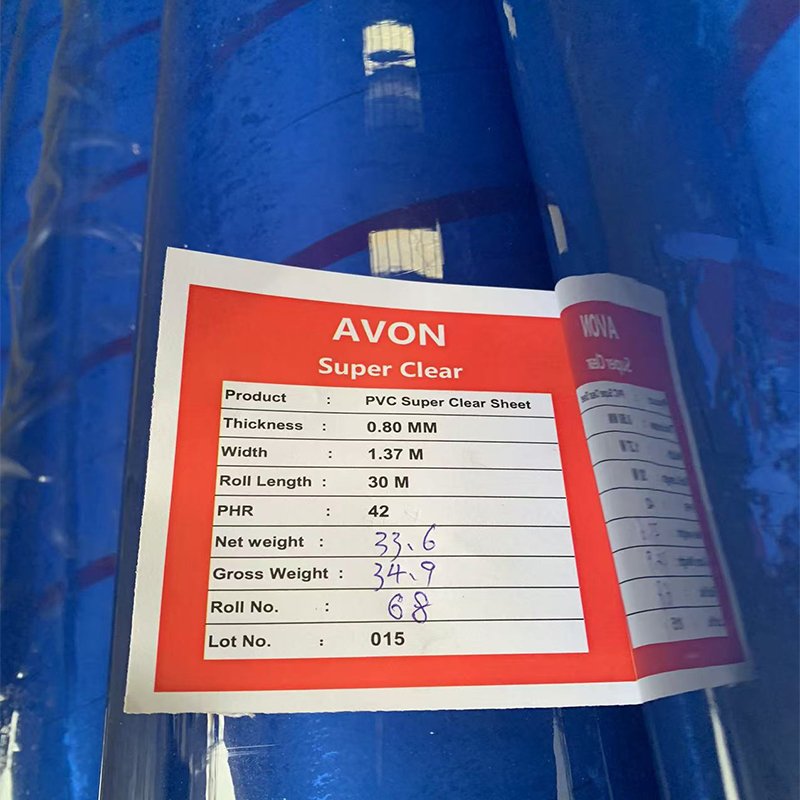 AVON
Super Clear
Product : PVC Super Clear Sheet
Thickness : 0.80 MM
Width : 1.37 M
Roll Length : 30 M
PHR : 42
Net weight : 33.6
Gross Weight : 34.9
Roll No. : 68
Lot No. : 015